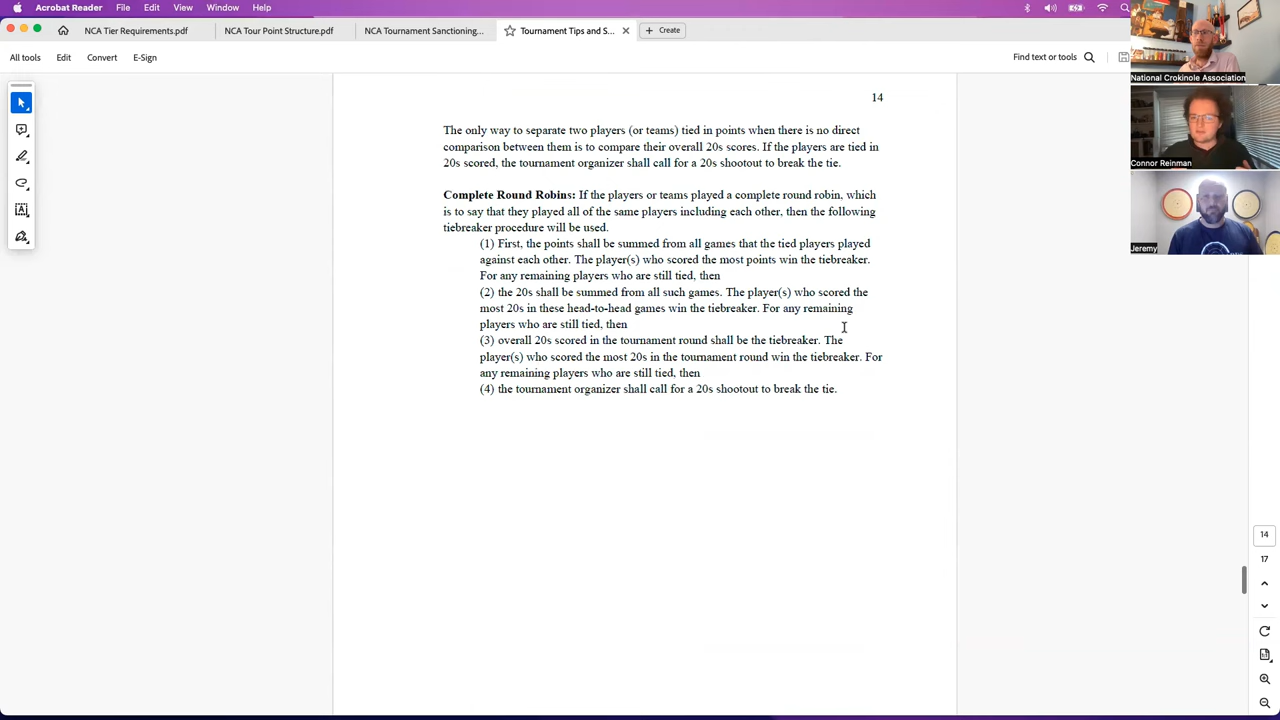 Acrobat Reader File Edit View Window Help
NCA Tier Requirements.pdf NCA Tour Point Structure.pdf NCA Tournament Sanctioning... Tournament Tips and S... Create
All tools Edit Convert E-Sign Find text or tools
National Crokinole Association
Connor Reinman
Jeremy
14
The only way to separate two players (or teams) tied in points when there is no direct
comparison between them is to compare their overall 20s scores. If the players are tied in
20s scored, the tournament organizer shall call for a 20s shootout to break the tie.
Complete Round Robins: If the players or teams played a complete round robin, which
is to say that they played all of the same players including each other, then the following
tiebreaker procedure will be used.
(1) First, the points shall be summed from all games that the tied players played
against each other. The player(s) who scored the most points win the tiebreaker.
For any remaining players who are still tied, then
(2) the 20s shall be summed from all such games. The player(s) who scored the
most 20s in these head-to-head games win the tiebreaker. For any remaining
players who are still tied, then
(3) overall 20s scored in the tournament round shall be the tiebreaker. The
player(s) who scored the most 20s in the tournament round win the tiebreaker. For
any remaining players who are still tied, then
(4) the tournament organizer shall call for a 20s shootout to break the tie.
14
17